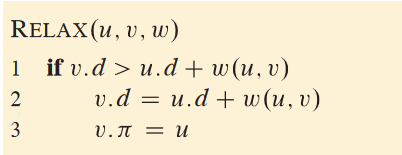 RELAX(u, v, w)
1 if v.d > u.d + w(u, v)
2 v.d = u.d + w(u, v)
3 v.π = u